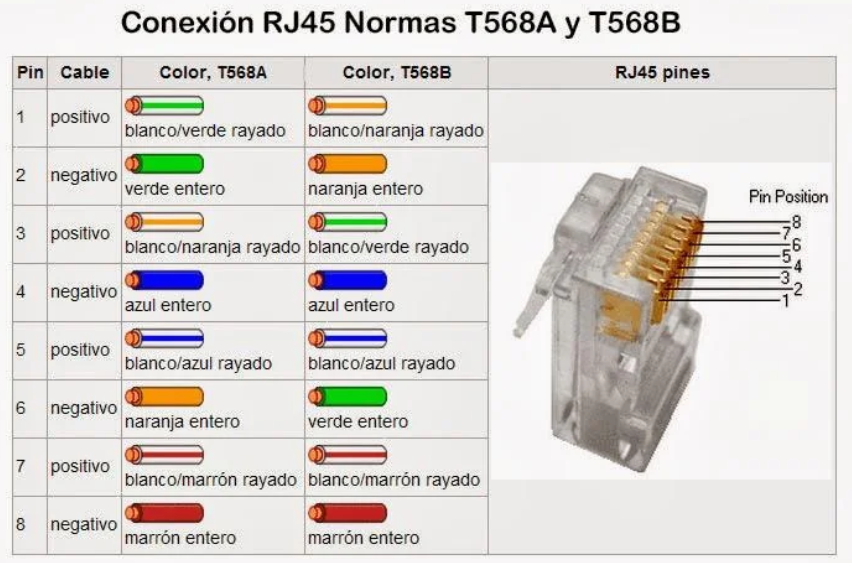 Conexión RJ45 Normas T568A y T568B
Pin Cable Color, T568A Color, T568B RJ45 pines
1 positivo blanco/verde rayado blanco/naranja rayado
2 negativo verde entero naranja entero
3 positivo blanco/naranja rayado blanco/verde rayado
4 negativo azul entero azul entero
5 positivo blanco/azul rayado blanco/azul rayado
6 negativo naranja entero verde entero
7 positivo blanco/marrón rayado blanco/marrón rayado
8 negativo marrón entero marrón entero
Pin Position
8
7
6
5
4
3
2
1